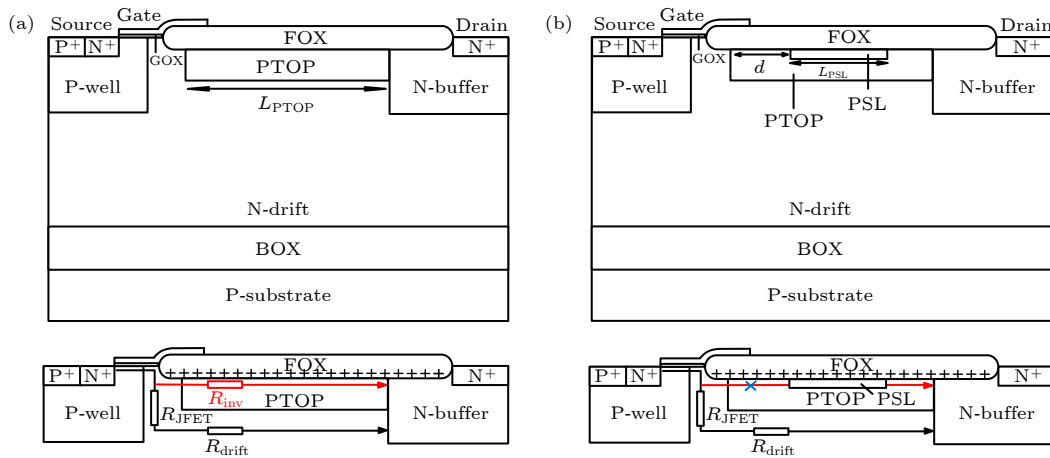 (a)
Source
Gate
Drain
P+ N+
GOX
FOX
N+
P-well
PTOP
L_PTOP
N-buffer
N-drift
BOX
P-substrate
P+ N+
FOX
+++++++++++++++++++++++
N+
P-well
R_inv
PTOP
R_JFET
R_drift
N-buffer
(b)
Source
Gate
Drain
P+ N+
GOX
FOX
N+
P-well
d
L_PSL
PTOP
PSL
N-buffer
N-drift
BOX
P-substrate
P+ N+
FOX
+++++++++++++++++++++++
N+
P-well
PTOP PSL
R_JFET
R_drift
N-buffer